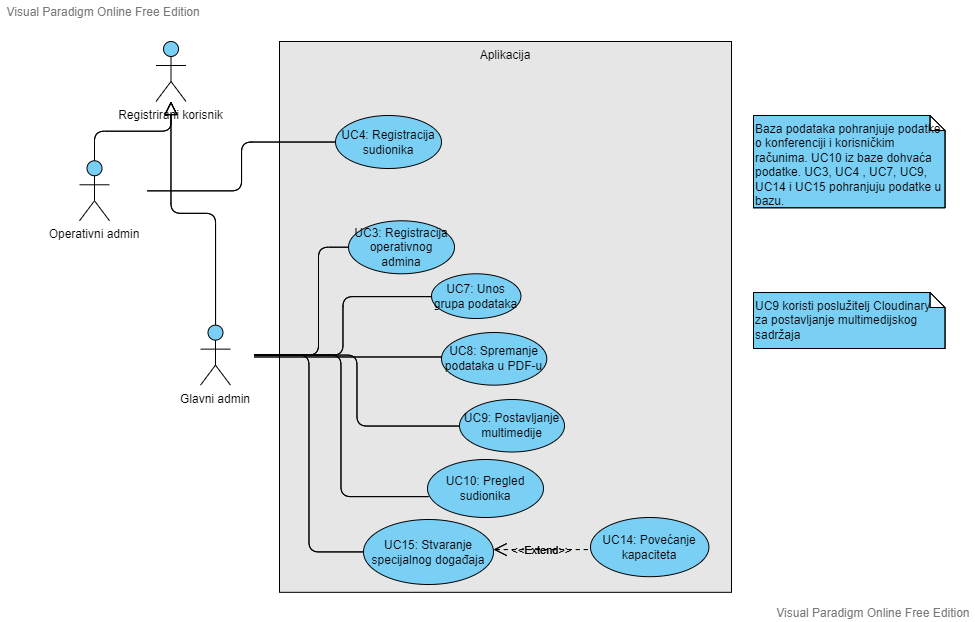 Visual Paradigm Online Free Edition
Aplikacija
Registrirani korisnik
UC4: Registracija
sudionika
Baza podataka pohranjuje podatke
o konferenciji i korisničkim
računima. UC10 iz baze dohvaća
podatke. UC3, UC4 , UC7, UC9,
UC14 i UC15 pohranjuju podatke u
bazu.
Operativni admin
UC3: Registracija
operativnog
admina
UC7: Unos
grupa podataka
UC9 koristi poslužitelj Cloudinary
za postavljanje multimedijskog
sadržaja
UC8: Spremanje
podataka u PDF-u
Glavni admin
UC9: Postavljanje
multimedije
UC10: Pregled
sudionika
UC15: Stvaranje
specijalnog događaja
<<Extend>>
UC14: Povećanje
kapaciteta
Visual Paradigm Online Free Edition